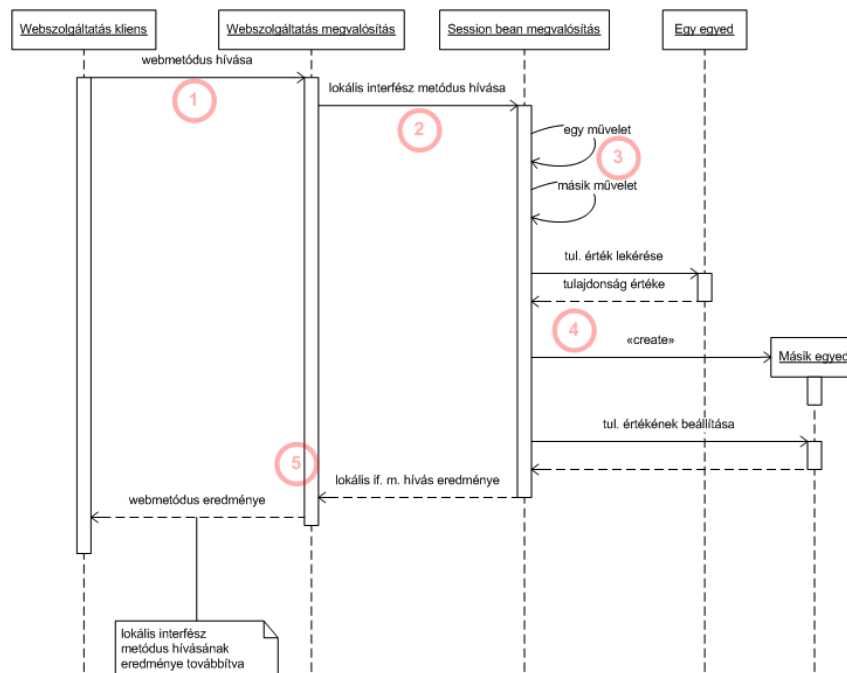 Webszolgáltatás kliens
Webszolgáltatás megvalósítás
Session bean megvalósítás
Egy egyed
webmetódus hívása
1
lokális interfész metódus hívása
2
egy művelet
3
másik művelet
tul. érték lekérése
tulajdonság értéke
4
«create»
Másik egyed
tul. értékének beállítása
5
lokális if. m. hívás eredménye
webmetódus eredménye
lokális interfész
metódus hívásának
eredménye továbbítva